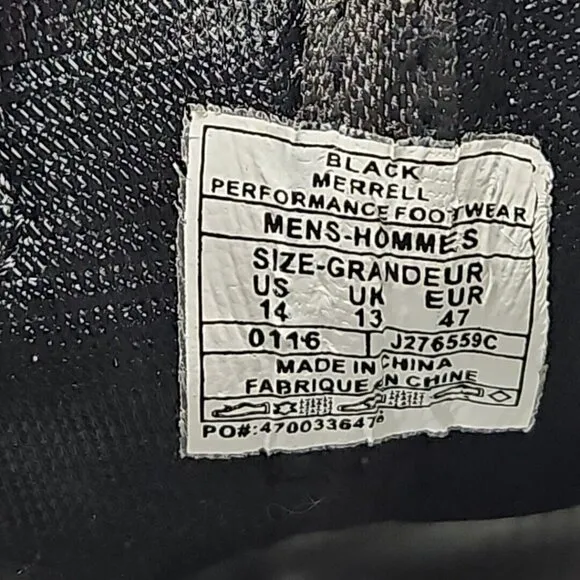 BLACK
MERRELL
PERFORMANCE FOOTWEAR
MENS-HOMMES
SIZE-GRANDEUR
US UK EUR
14 13 47
0116 J276559C
MADE IN CHINA
FABRIQUE EN CHINE
PO#:4700336476